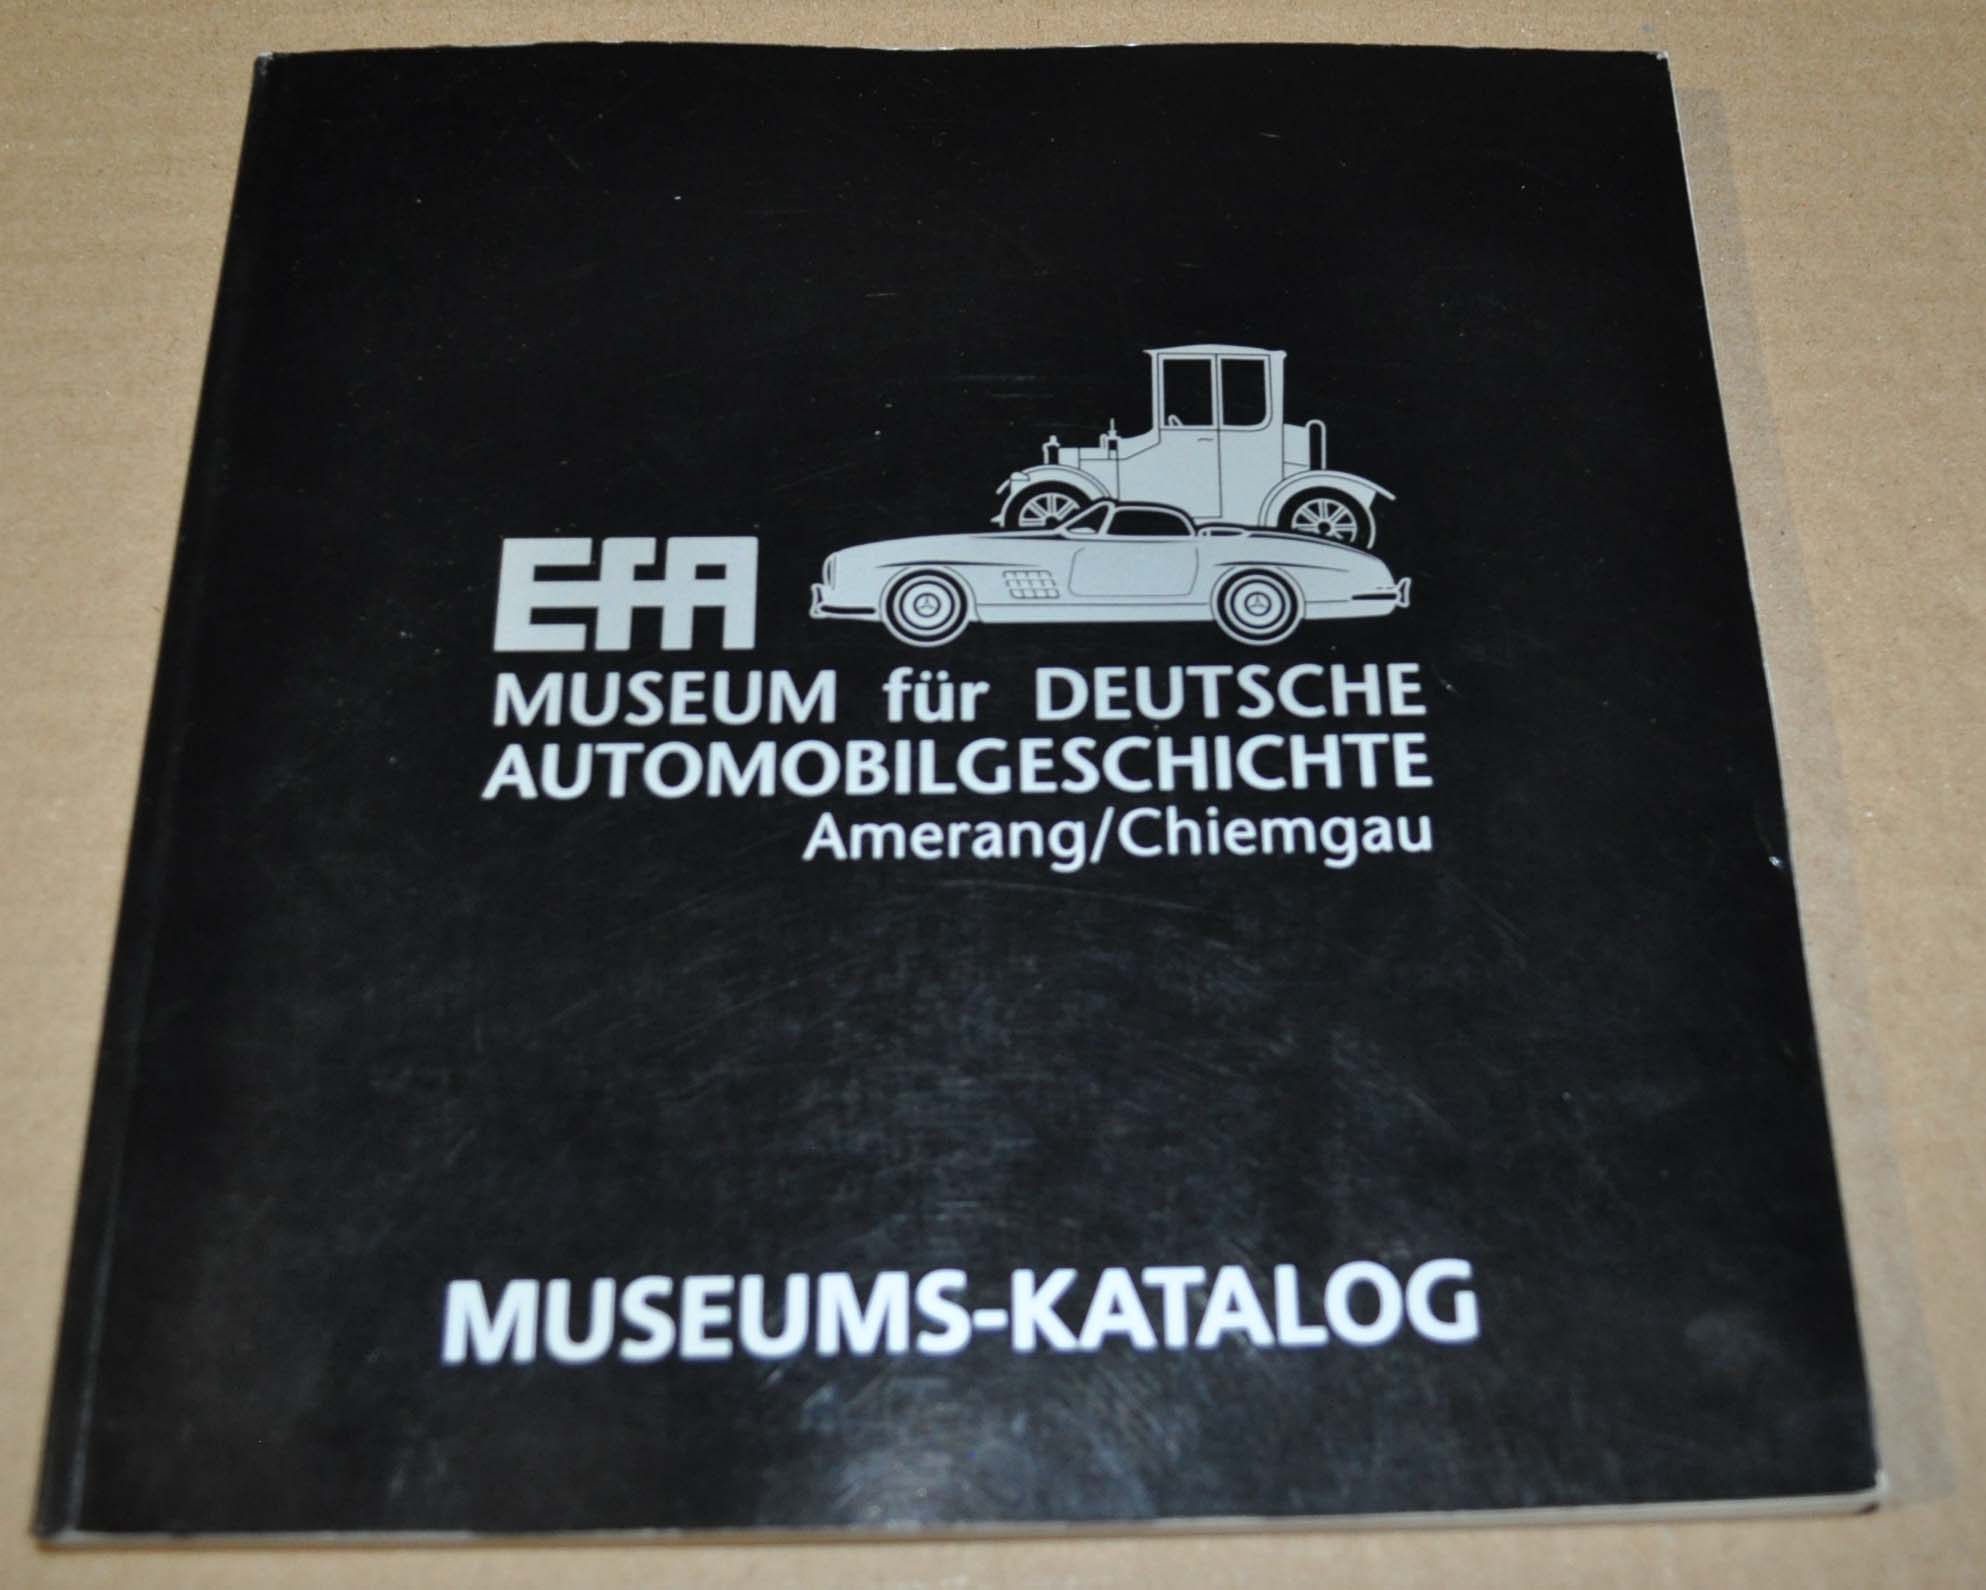 EfA
MUSEUM für DEUTSCHE
AUTOMOBILGESCHICHTE
Amerang/Chiemgau
MUSEUMS-KATALOG